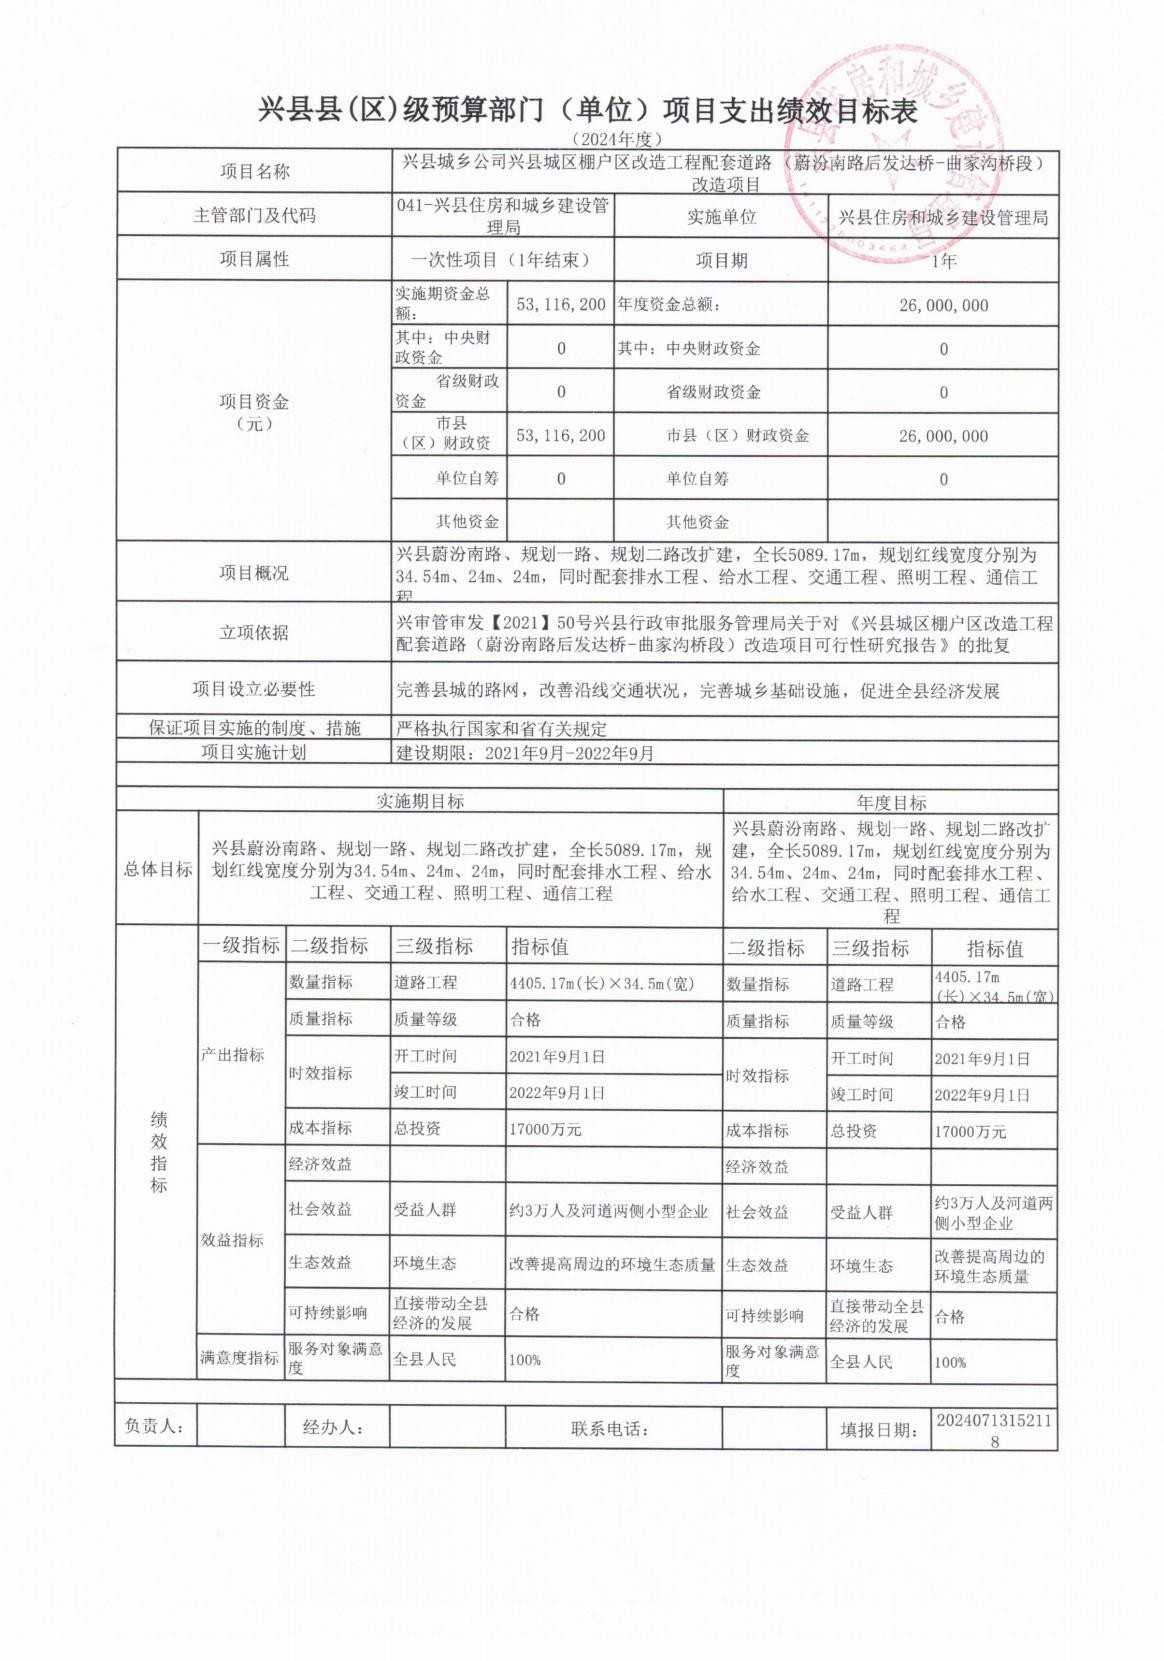 兴县县(区)级预算部门（单位）项目支出绩效目标表
（2024年度）
项目名称
兴县城乡公司兴县城区棚户区改造工程配套道路（蔚汾南路后发达桥-曲家沟桥段）
改造项目
主管部门及代码
041-兴县住房和城乡建设管
理局
实施单位
兴县住房和城乡建设管理局
项目属性
一次性项目（1年结束）
项目期
1年
项目资金
（元）
实施期资金总
额：
53,116,200
年度资金总额：
26,000,000
其中：中央财
政资金
0
其中：中央财政资金
0
省级财政
资金
0
省级财政资金
0
市县
（区）财政资
53,116,200
市县（区）财政资金
26,000,000
单位自筹
0
单位自筹
0
其他资金
其他资金
项目概况
兴县蔚汾南路、规划一路、规划二路改扩建，全长5089.17m，规划红线宽度分别为
34.54m、24m、24m，同时配套排水工程、给水工程、交通工程、照明工程、通信工
程
立项依据
兴审管审发【2021】50号兴县行政审批服务管理局关于对《兴县城区棚户区改造工程
配套道路（蔚汾南路后发达桥-曲家沟桥段）改造项目可行性研究报告》的批复
项目设立必要性
完善县城的路网，改善沿线交通状况，完善城乡基础设施，促进全县经济发展
保证项目实施的制度、措施
严格执行国家和省有关规定
项目实施计划
建设期限：2021年9月-2022年9月
实施期目标
年度目标
总体目标
兴县蔚汾南路、规划一路、规划二路改扩建，全长5089.17m，规
划红线宽度分别为34.54m、24m、24m，同时配套排水工程、给水
工程、交通工程、照明工程、通信工程
兴县蔚汾南路、规划一路、规划二路改扩
建，全长5089.17m，规划红线宽度分别为
34.54m、24m、24m，同时配套排水工程、
给水工程、交通工程、照明工程、通信工
程
绩
效
指
标
一级指标
二级指标
三级指标
指标值
二级指标
三级指标
指标值
产出指标
数量指标
道路工程
4405.17m(长)×34.5m(宽)
数量指标
道路工程
4405.17m
(长)×34.5m(宽)
质量指标
质量等级
合格
质量指标
质量等级
合格
时效指标
开工时间
2021年9月1日
时效指标
开工时间
2021年9月1日
竣工时间
2022年9月1日
竣工时间
2022年9月1日
成本指标
总投资
17000万元
成本指标
总投资
17000万元
效益指标
经济效益
经济效益
社会效益
受益人群
约3万人及河道两侧小型企业
社会效益
受益人群
约3万人及河道两
侧小型企业
生态效益
环境生态
改善提高周边的环境生态质量
生态效益
环境生态
改善提高周边的
环境生态质量
可持续影响
直接带动全县
经济的发展
合格
可持续影响
直接带动全县
经济的发展
合格
满意度指标
服务对象满意
度
全县人民
100%
服务对象满意
度
全县人民
100%
负责人：
经办人：
联系电话：
填报日期：
2024071315211
8